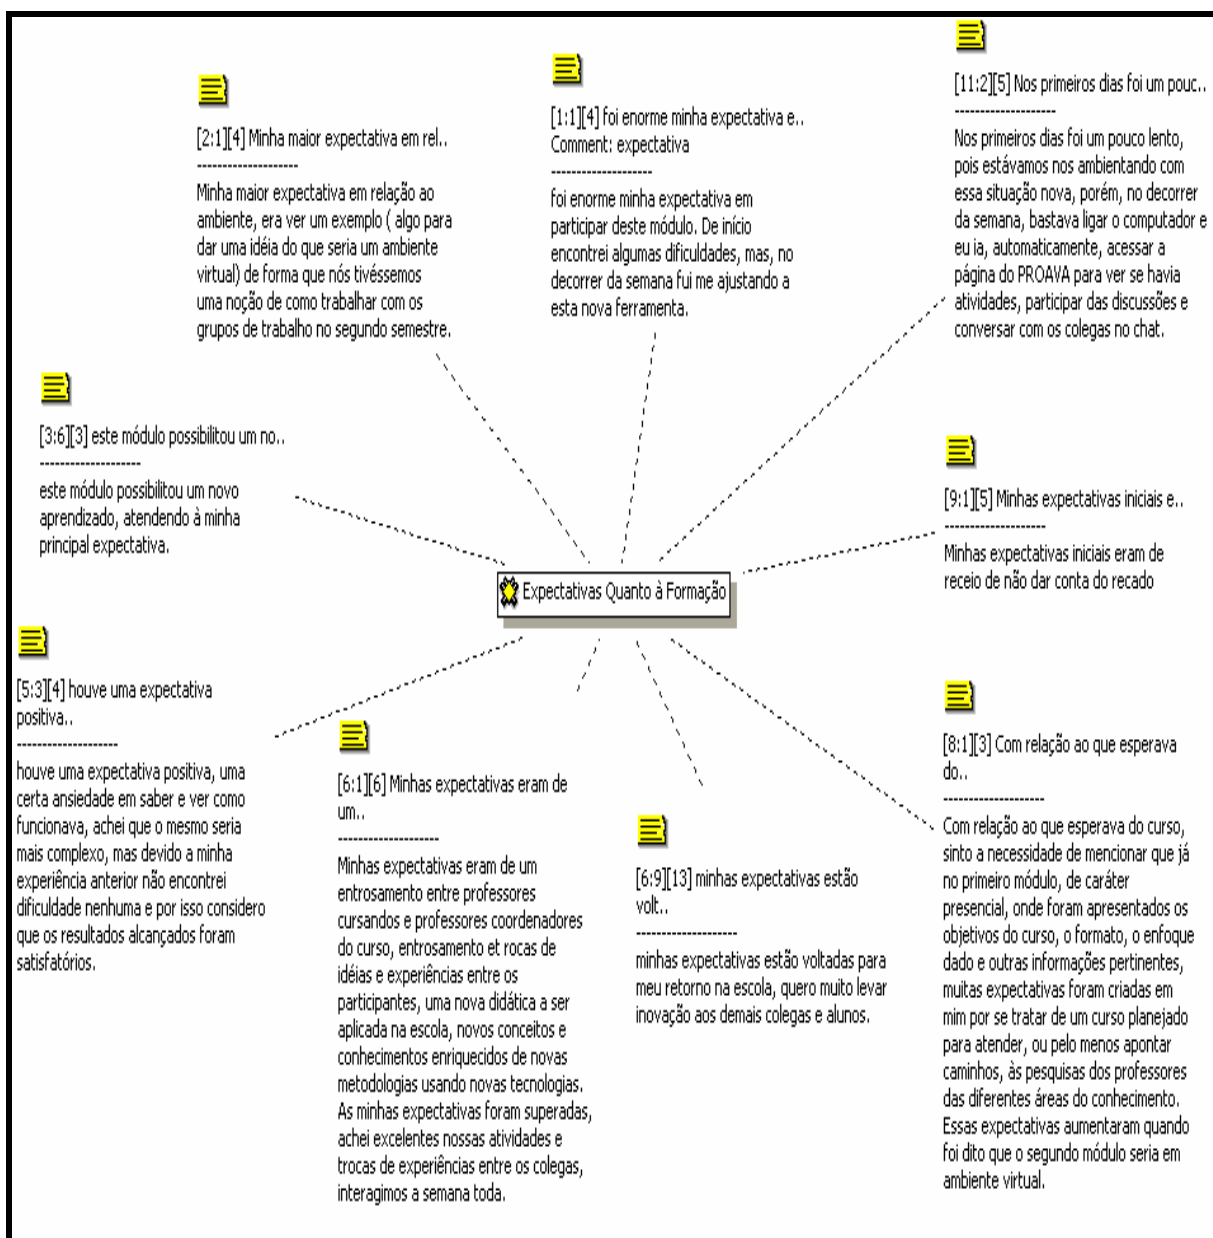 [2:1][4] Minha maior expectativa em rel..
--------------------
Minha maior expectativa em relação ao
ambiente, era ver um exemplo ( algo para
dar uma idéia do que seria um ambiente
virtual) de forma que nós tivéssemos
uma noção de como trabalhar com os
grupos de trabalho no segundo semestre.
[1:1][4] foi enorme minha expectativa e..
Comment: expectativa
--------------------
foi enorme minha expectativa em
participar deste módulo. De início
encontrei algumas dificuldades, mas, no
decorrer da semana fui me ajustando a
esta nova ferramenta.
[11:2][5] Nos primeiros dias foi um pouc..
--------------------
Nos primeiros dias foi um pouco lento,
pois estávamos nos ambientando com
essa situação nova, porém, no decorrer
da semana, bastava ligar o computador e
eu ia, automaticamente, acessar a
página do PROAVA para ver se havia
atividades, participar das discussões e
conversar com os colegas no chat.
[3:6][3] este módulo possibilitou um no..
--------------------
este módulo possibilitou um novo
aprendizado, atendendo à minha
principal expectativa.
[9:1][5] Minhas expectativas iniciais e..
--------------------
Minhas expectativas iniciais eram de
receio de não dar conta do recado
Expectativas Quanto à Formação
[5:3][4] houve uma expectativa
positiva..
--------------------
houve uma expectativa positiva, uma
certa ansiedade em saber e ver como
funcionava, achei que o mesmo seria
mais complexo, mas devido a minha
experiência anterior não encontrei
dificuldade nenhuma e por isso considero
que os resultados alcançados foram
satisfatórios.
[6:1][6] Minhas expectativas eram de
um..
--------------------
Minhas expectativas eram de um
entrosamento entre professores
cursandos e professores coordenadores
do curso, entrosamento et rocas de
idéias e experiências entre os
participantes, uma nova didática a ser
aplicada na escola, novos conceitos e
conhecimentos enriquecidos de novas
metodologias usando novas tecnologias.
As minhas expectativas foram superadas,
achei excelentes nossas atividades e
trocas de experiências entre os colegas,
interagimos a semana toda.
[6:9][13] minhas expectativas estão
volt..
--------------------
minhas expectativas estão voltadas para
meu retorno na escola, quero muito levar
inovação aos demais colegas e alunos.
[8:1][3] Com relação ao que esperava
do..
--------------------
Com relação ao que esperava do curso,
sinto a necessidade de mencionar que já
no primeiro módulo, de caráter
presencial, onde foram apresentados os
objetivos do curso, o formato, o enfoque
dado e outras informações pertinentes,
muitas expectativas foram criadas em
mim por se tratar de um curso planejado
para atender, ou pelo menos apontar
caminhos, às pesquisas dos professores
das diferentes áreas do conhecimento.
Essas expectativas aumentaram quando
foi dito que o segundo módulo seria em
ambiente virtual.